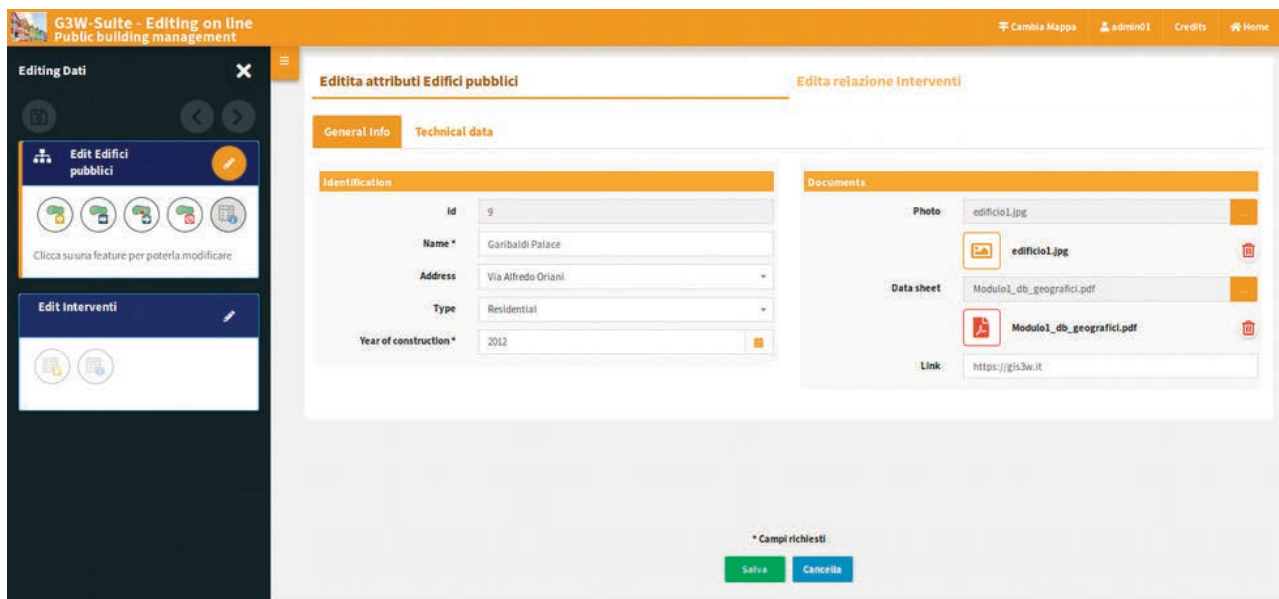 G3W-Suite - Editing on line
Public building management
Cambia Mappa
admin01
Credits
Home
Editing Dati
Edit Edifici
pubblici
Clicca su una feature per poterla modificare
Edit Interventi
Editita attributi Edifici pubblici
Edita relazione Interventi
General Info
Technical data
Identification
Id
9
Name *
Garibaldi Palace
Address
Via Alfredo Oriani
Type
Residential
Year of construction *
2012
Documents
Photo
edificio1.jpg
...
edificio1.jpg
Data sheet
Modulo1_db_geografici.pdf
...
Modulo1_db_geografici.pdf
Link
https://gis3w.it
* Campi richiesti
Salva
Cancella